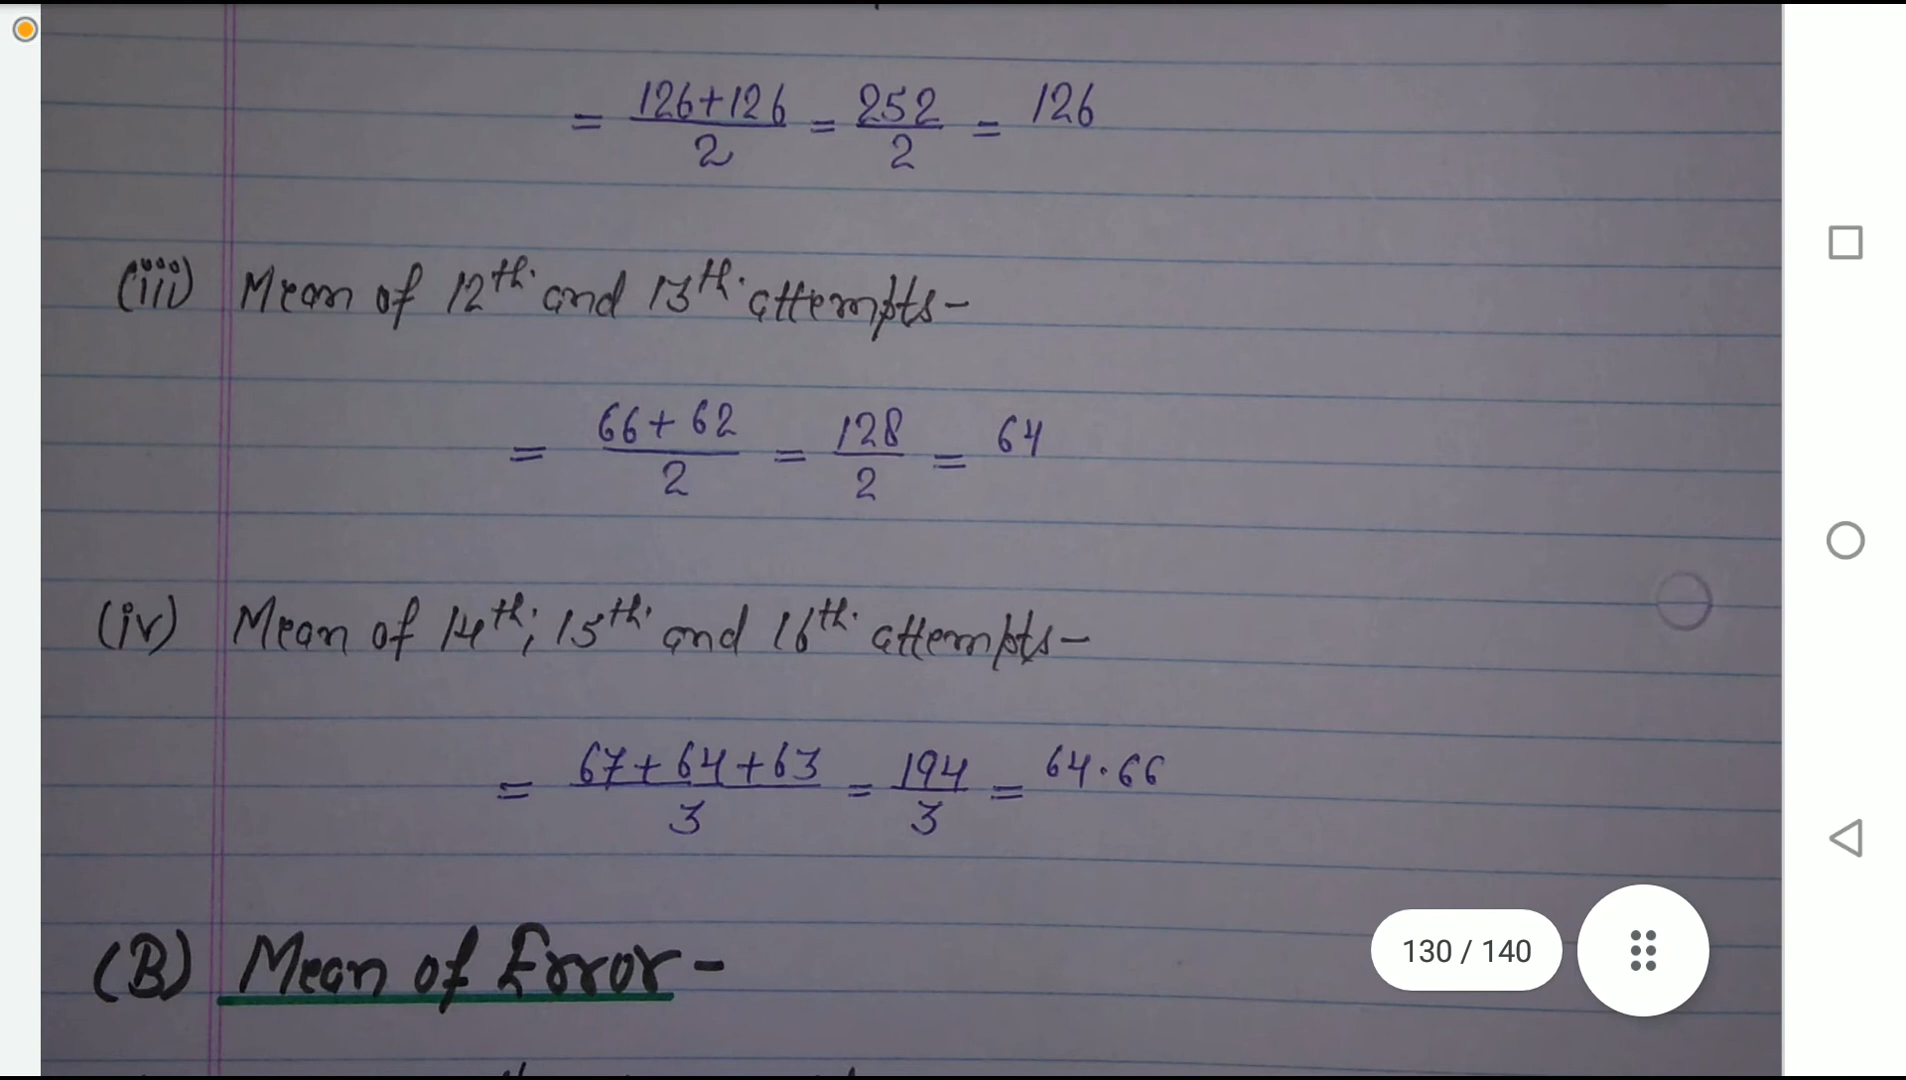 = 126+126/2 = 252/2 = 126
(iii) Mean of 12th. and 13th. attempts-
= 66+62/2 = 128/2 = 64
(iv) Mean of 14th., 15th. and 16th. attempts-
= 67+64+63/3 = 194/3 = 64.66
(B) Mean of Error-
130 / 140